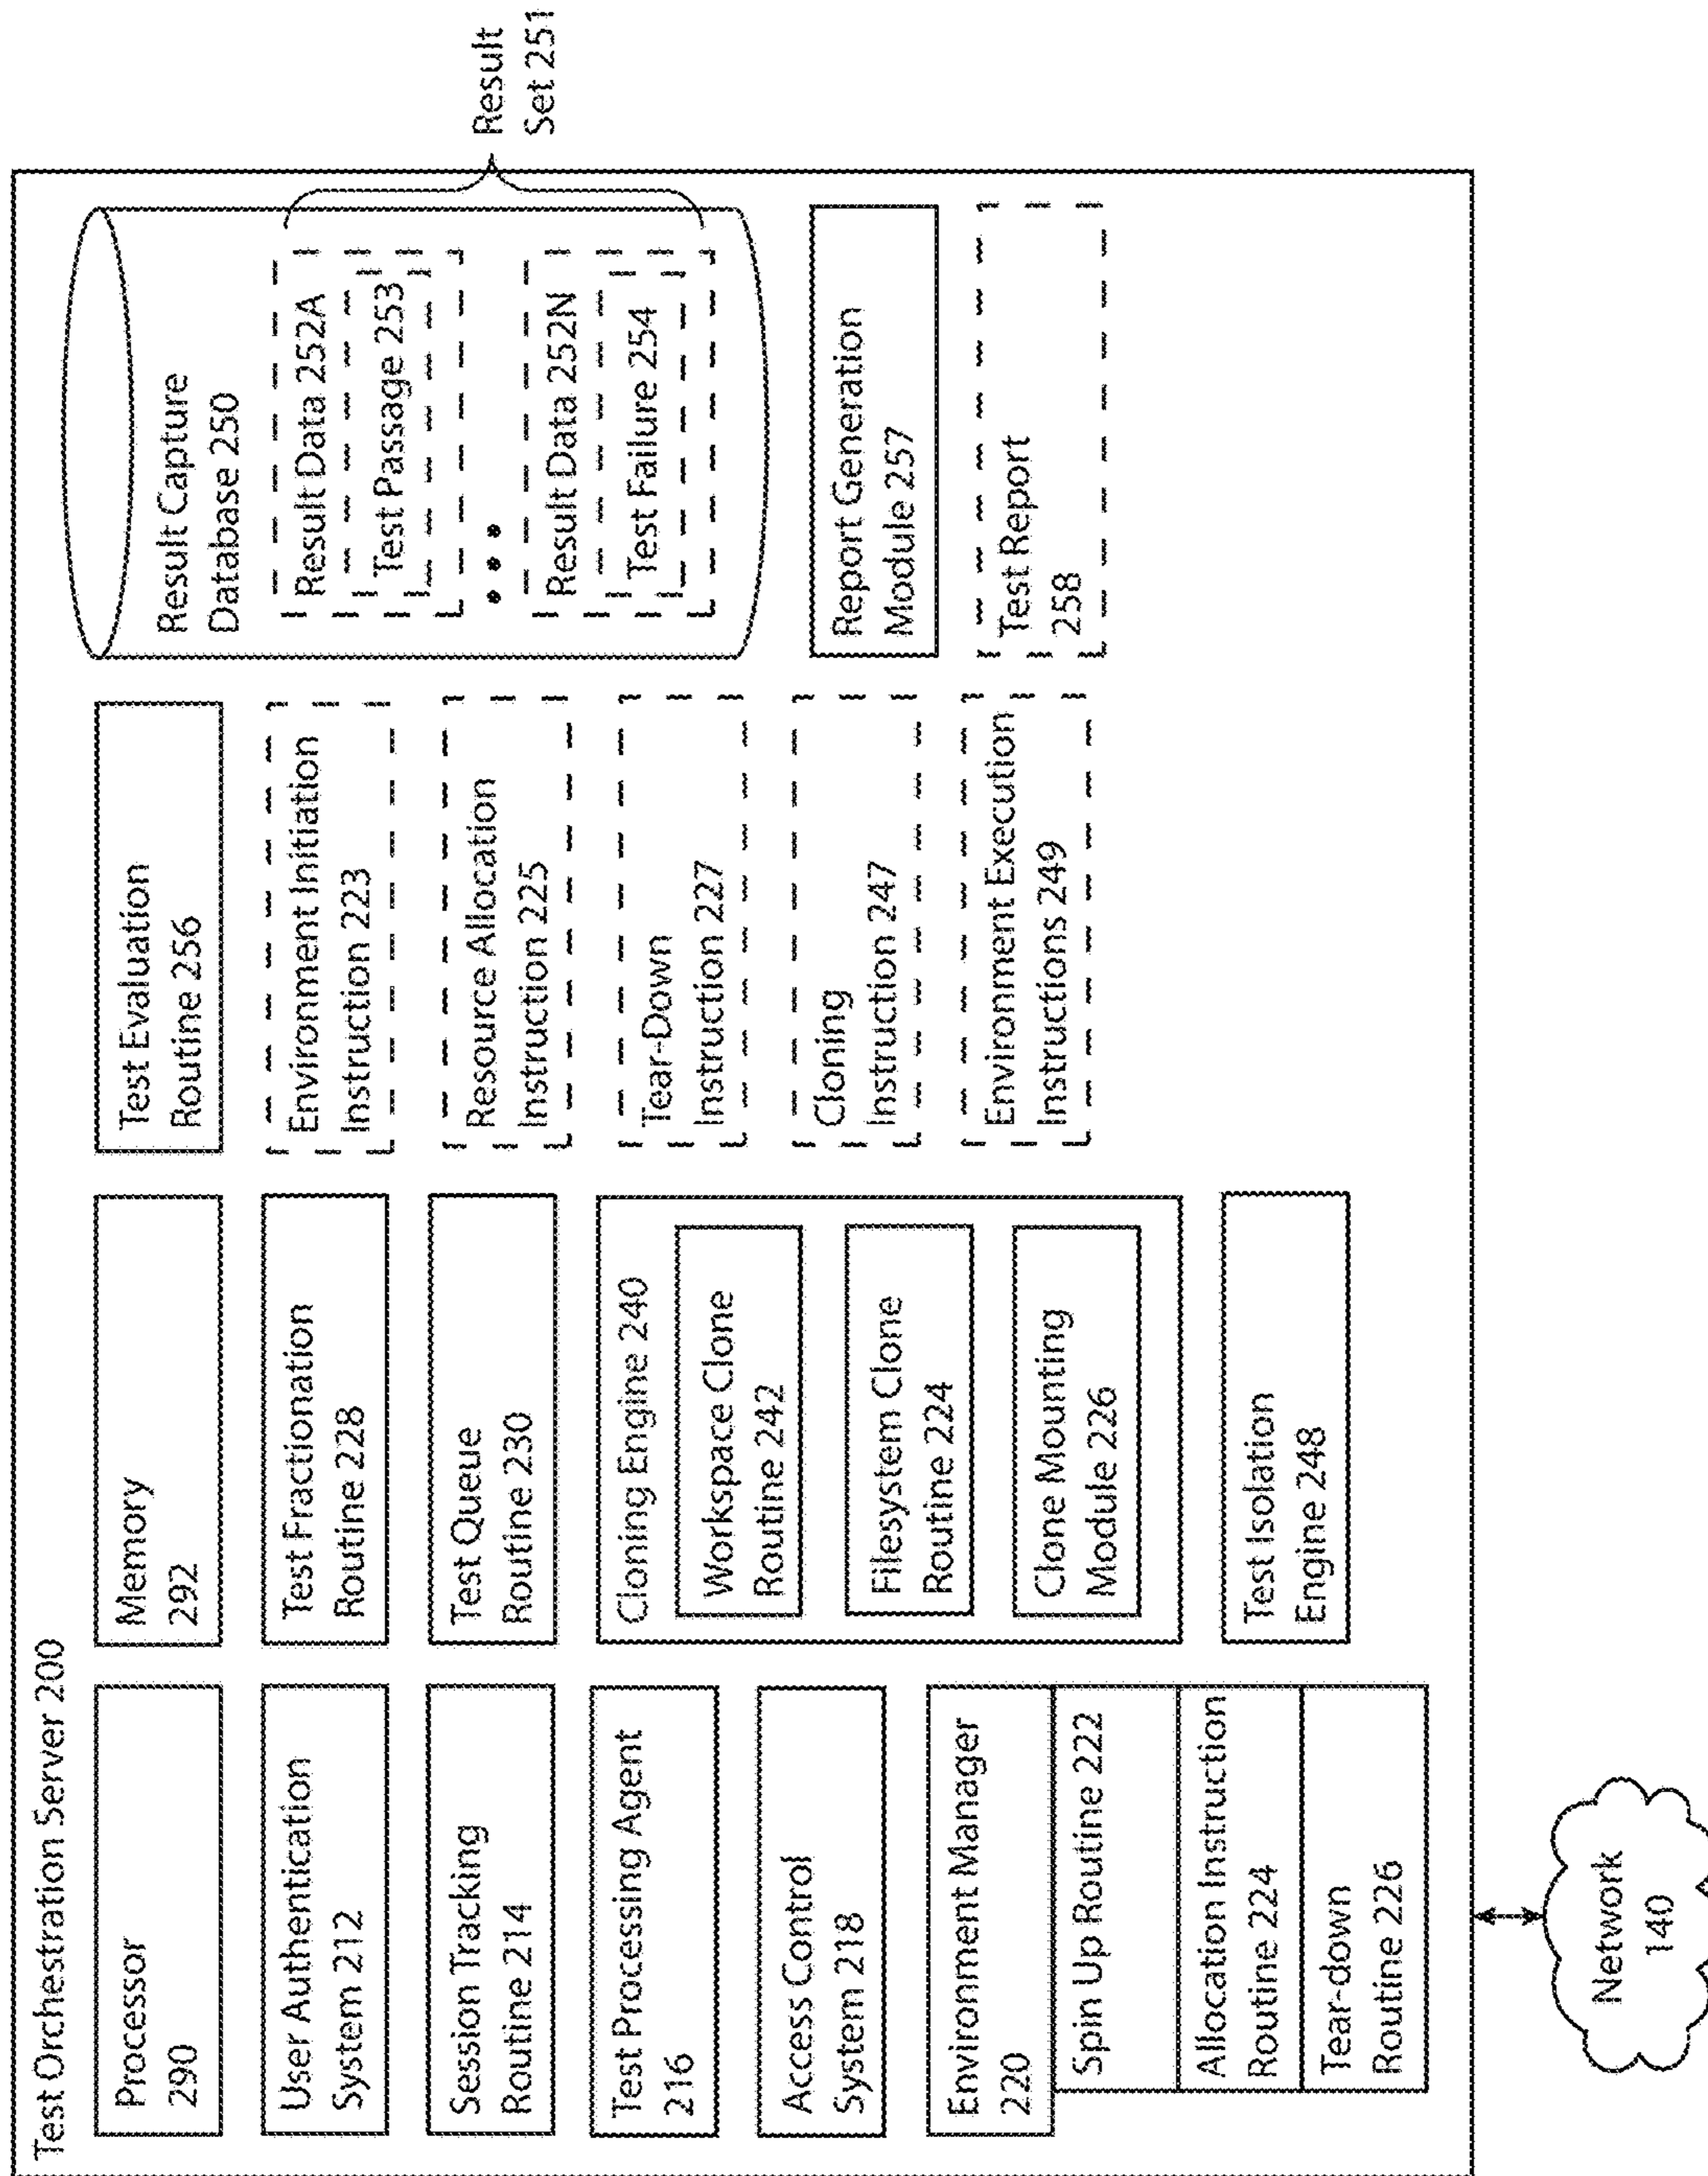 Test Orchestration Server 200
Processor
290
User Authentication
System 212
Session Tracking
Routine 214
Test Processing Agent
216
Access Control
System 218
Environment Manager
220
Spin Up Routine 222
Allocation Instruction
Routine 224
Tear-down
Routine 226
Memory
292
Test Fractionation
Routine 228
Test Queue
Routine 230
Cloning Engine 240
Workspace Clone
Routine 242
Filesystem Clone
Routine 224
Clone Mounting
Module 226
Test Isolation
Engine 248
Test Evaluation
Routine 256
Environment Initiation
Instruction 223
Resource Allocation
Instruction 225
Tear-Down
Instruction 227
Cloning
Instruction 247
Environment Execution
Instructions 249
Result Capture
Database 250
Result Data 252A
Test Passage 253
Result Data 252N
Test Failure 254
Result
Set 251
Report Generation
Module 257
Test Report
258
Network
140